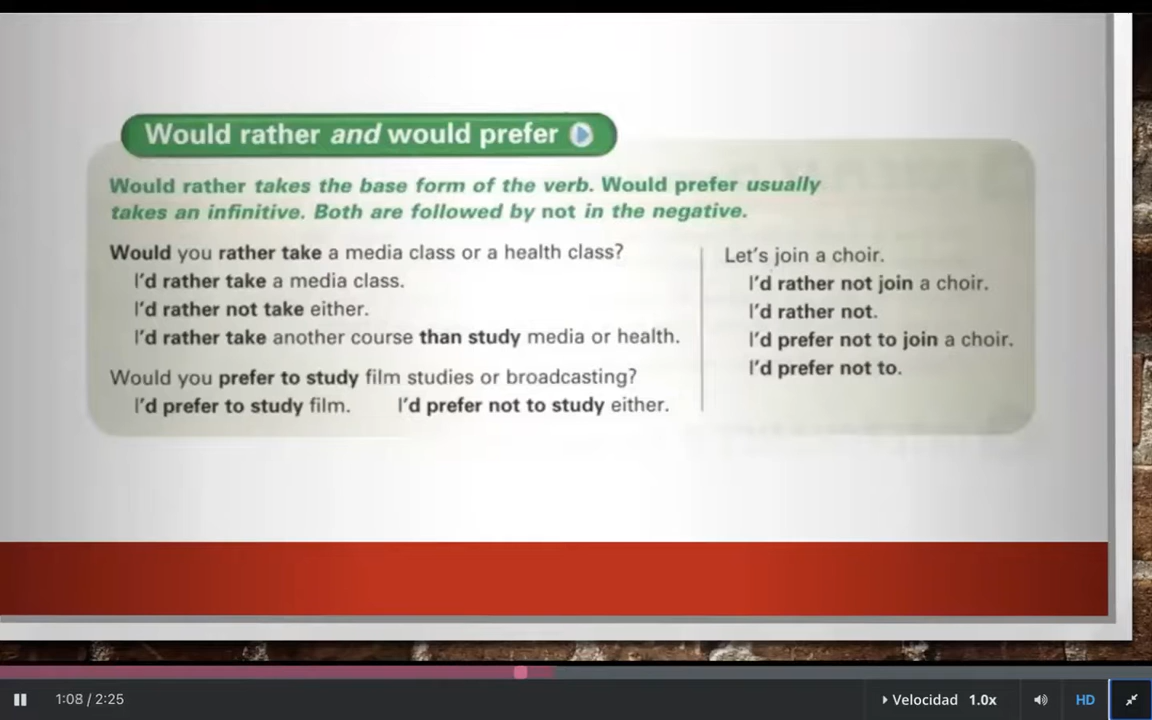 Would rather and would prefer
Would rather takes the base form of the verb. Would prefer usually
takes an infinitive. Both are followed by not in the negative.
Would you rather take a media class or a health class?
I'd rather take a media class.
I'd rather not take either.
I'd rather take another course than study media or health.
Would you prefer to study film studies or broadcasting?
I'd prefer to study film. I'd prefer not to study either.
Let's join a choir.
I'd rather not join a choir.
I'd rather not.
I'd prefer not to join a choir.
I'd prefer not to.
1:08 / 2:25
Velocidad 1.0x
HD